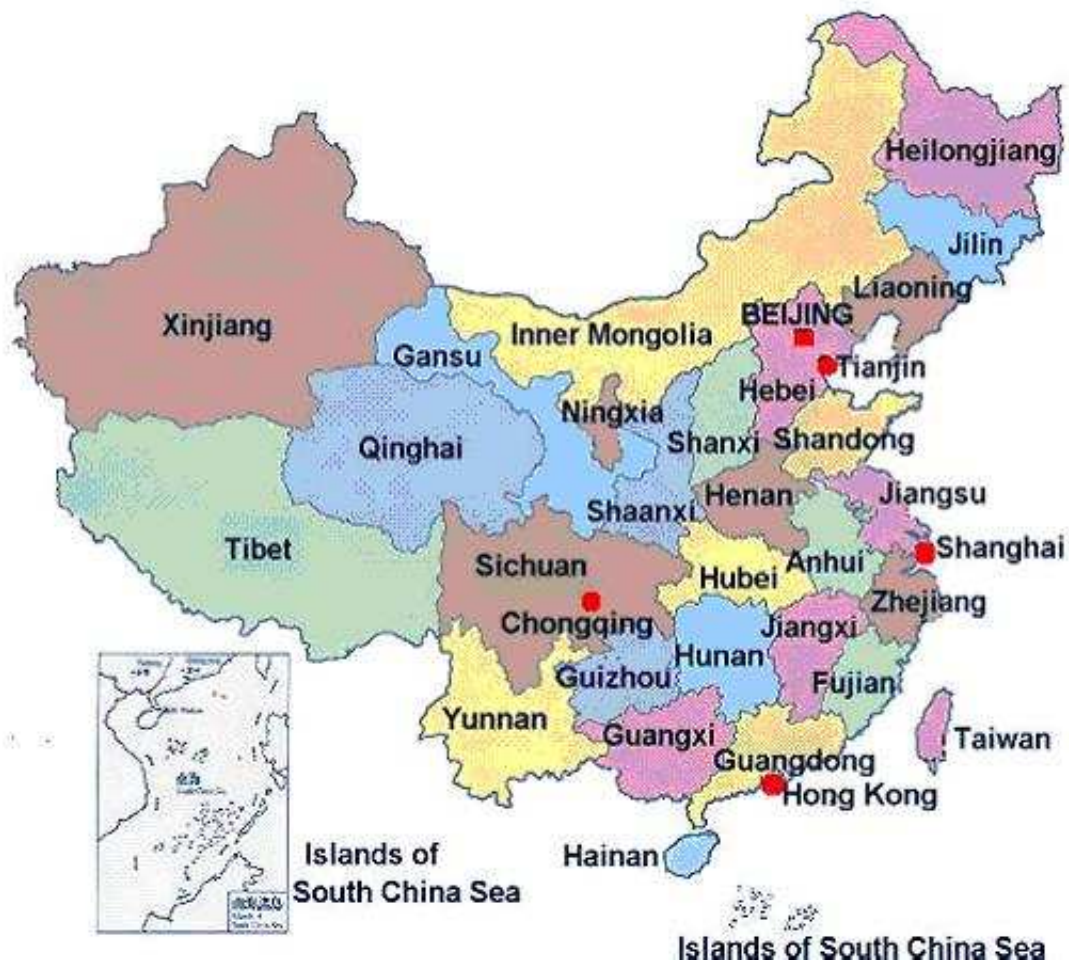 Heilongjiang
Jilin
Liaoning
BEIJING
Xinjiang
Inner Mongolia
Gansu
Tianjin
Hebei
Ningxia
Qinghai
Shanxi
Shandong
Shaanxi
Henan
Jiangsu
Tibet
Sichuan
Anhui
Shanghai
Hubei
Chongqing
Zhejiang
Jiangxi
Guizhou
Hunan
Fujian
Yunnan
Guangxi
Taiwan
Guangdong
Hong Kong
Hainan
Islands of
South China Sea
Islands of South China Sea